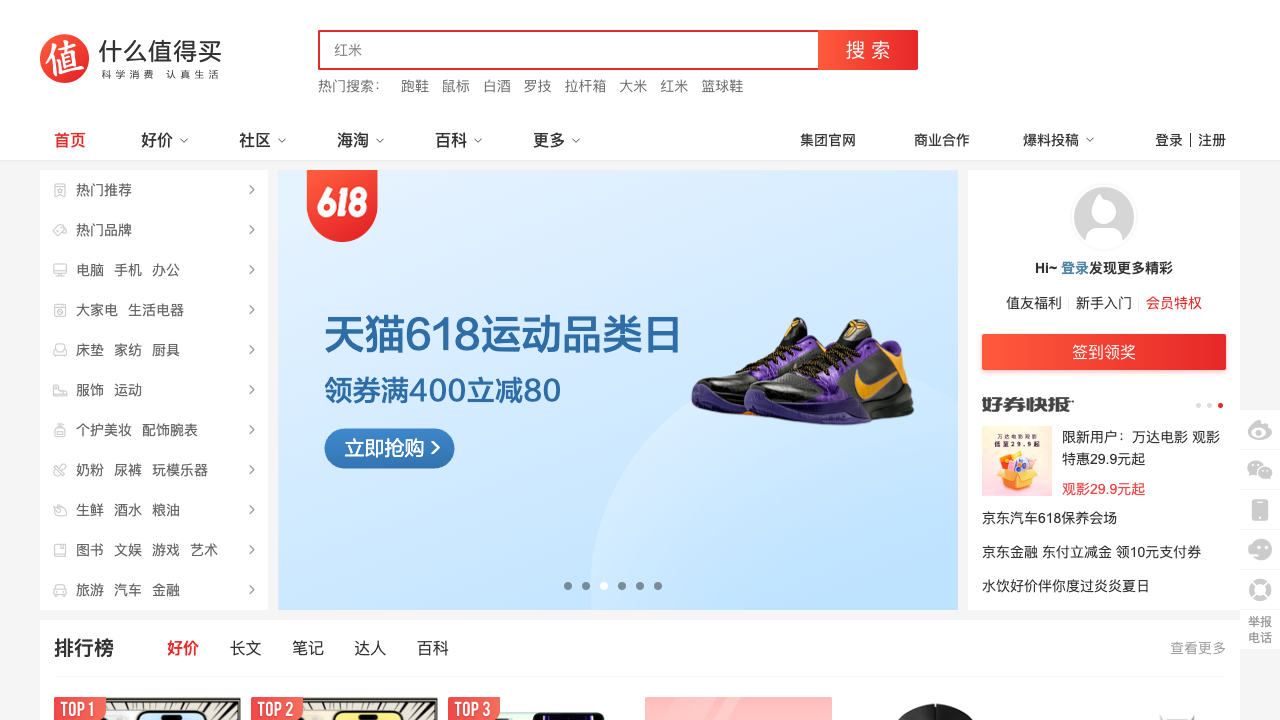 值 什么值得买
科学消费 认真生活
红米
搜索
热门搜索： 跑鞋 鼠标 白酒 罗技 拉杆箱 大米 红米 篮球鞋
首页 好价 社区 海淘 百科 更多 集团官网 商业合作 爆料投稿 登录 | 注册
热门推荐
热门品牌
电脑 手机 办公
大家电 生活电器
床垫 家纺 厨具
服饰 运动
个护美妆 配饰腕表
奶粉 尿裤 玩模乐器
生鲜 酒水 粮油
图书 文娱 游戏 艺术
旅游 汽车 金融
618
天猫618运动品类日
领券满400立减80
立即抢购
Hi~ 登录发现更多精彩
值友福利 新手入门 会员特权
签到领奖
好券快报
万达电影观影
低至29.9起
限新用户：万达电影 观影
特惠29.9元起
观影29.9元起
京东汽车618保养会场
京东金融 东付立减金 领10元支付券
水饮好价伴你度过炎炎夏日
举报
电话
排行榜 好价 长文 笔记 达人 百科 查看更多
TOP 1 TOP 2 TOP 3